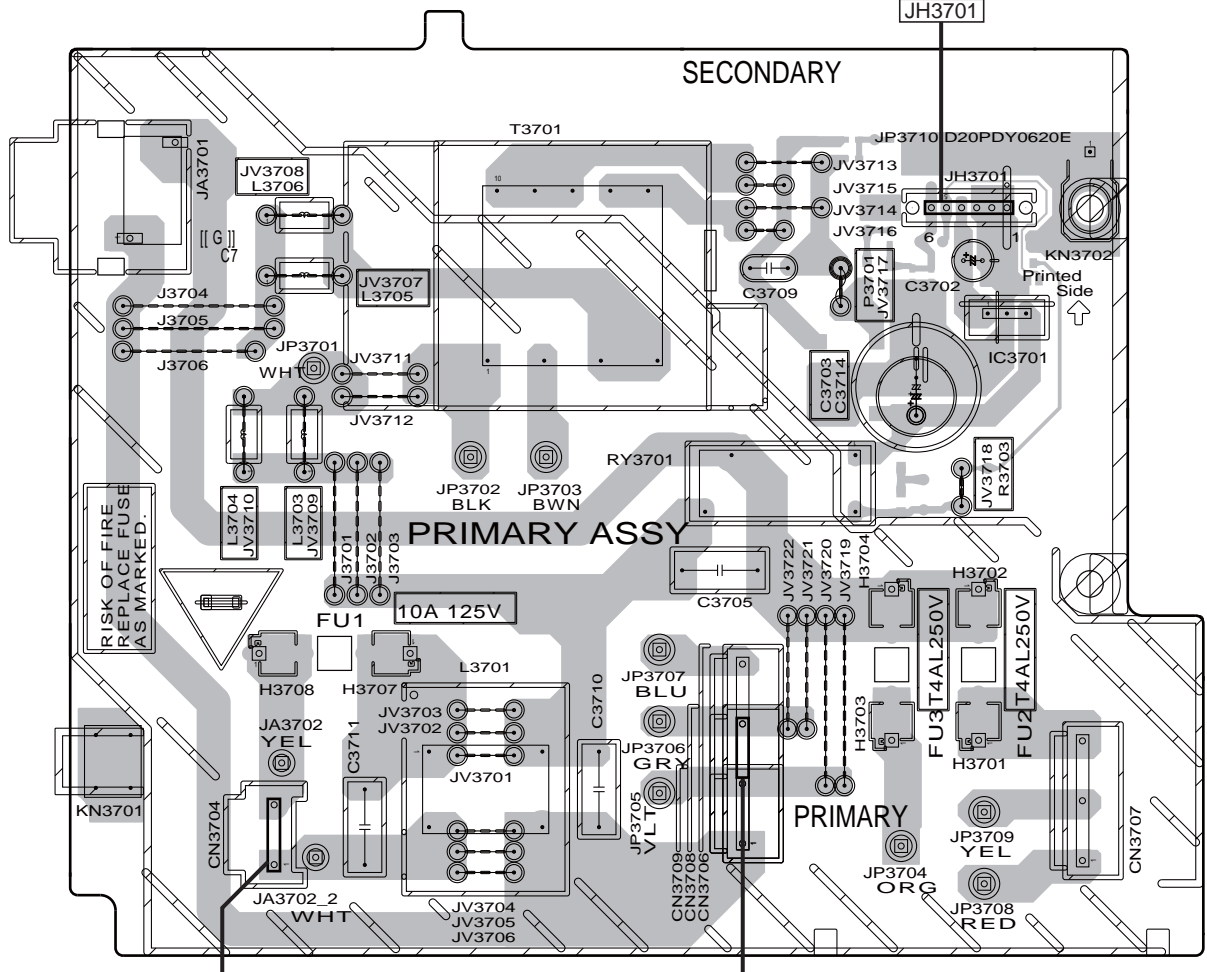 JH3701
SECONDARY
T3701
JP3710 D20PDY0620E
JA3701
JV3708
L3706
JV3713
JV3715
JV3714
JV3716
JH3701
6
1
10
[[ G ]]
C7
KN3702
JV3707
L3705
C3709
P3701
JV3717
C3702
Printed
Side
J3704
J3705
J3706
JP3701
WHT
JV3711
JV3712
1
IC3701
C3703
C3714
RY3701
JP3702
BLK
JP3703
BWN
JV3718
R3703
L3704
JV3710
L3703
JV3709
PRIMARY ASSY
J3701
J3702
J3703
RISK OF FIRE
REPLACE FUSE
AS MARKED.
C3705
JV3722
JV3721
JV3720
JV3719
H3704
H3702
FU1
10A 125V
H3708
H3707
L3701
C3710
JP3707
BLU
H3703
FU3 T4AL250V
FU2 T4AL250V
H3701
JV3703
JV3702
JV3701
JA3702
YEL
C3711
JP3706
GRY
JP3705
VLT
KN3701
CN3704
PRIMARY
JP3709
YEL
CN3707
JP3704
ORG
JP3708
RED
CN3709
CN3708
CN3706
JA3702_2
WHT
JV3704
JV3705
JV3706